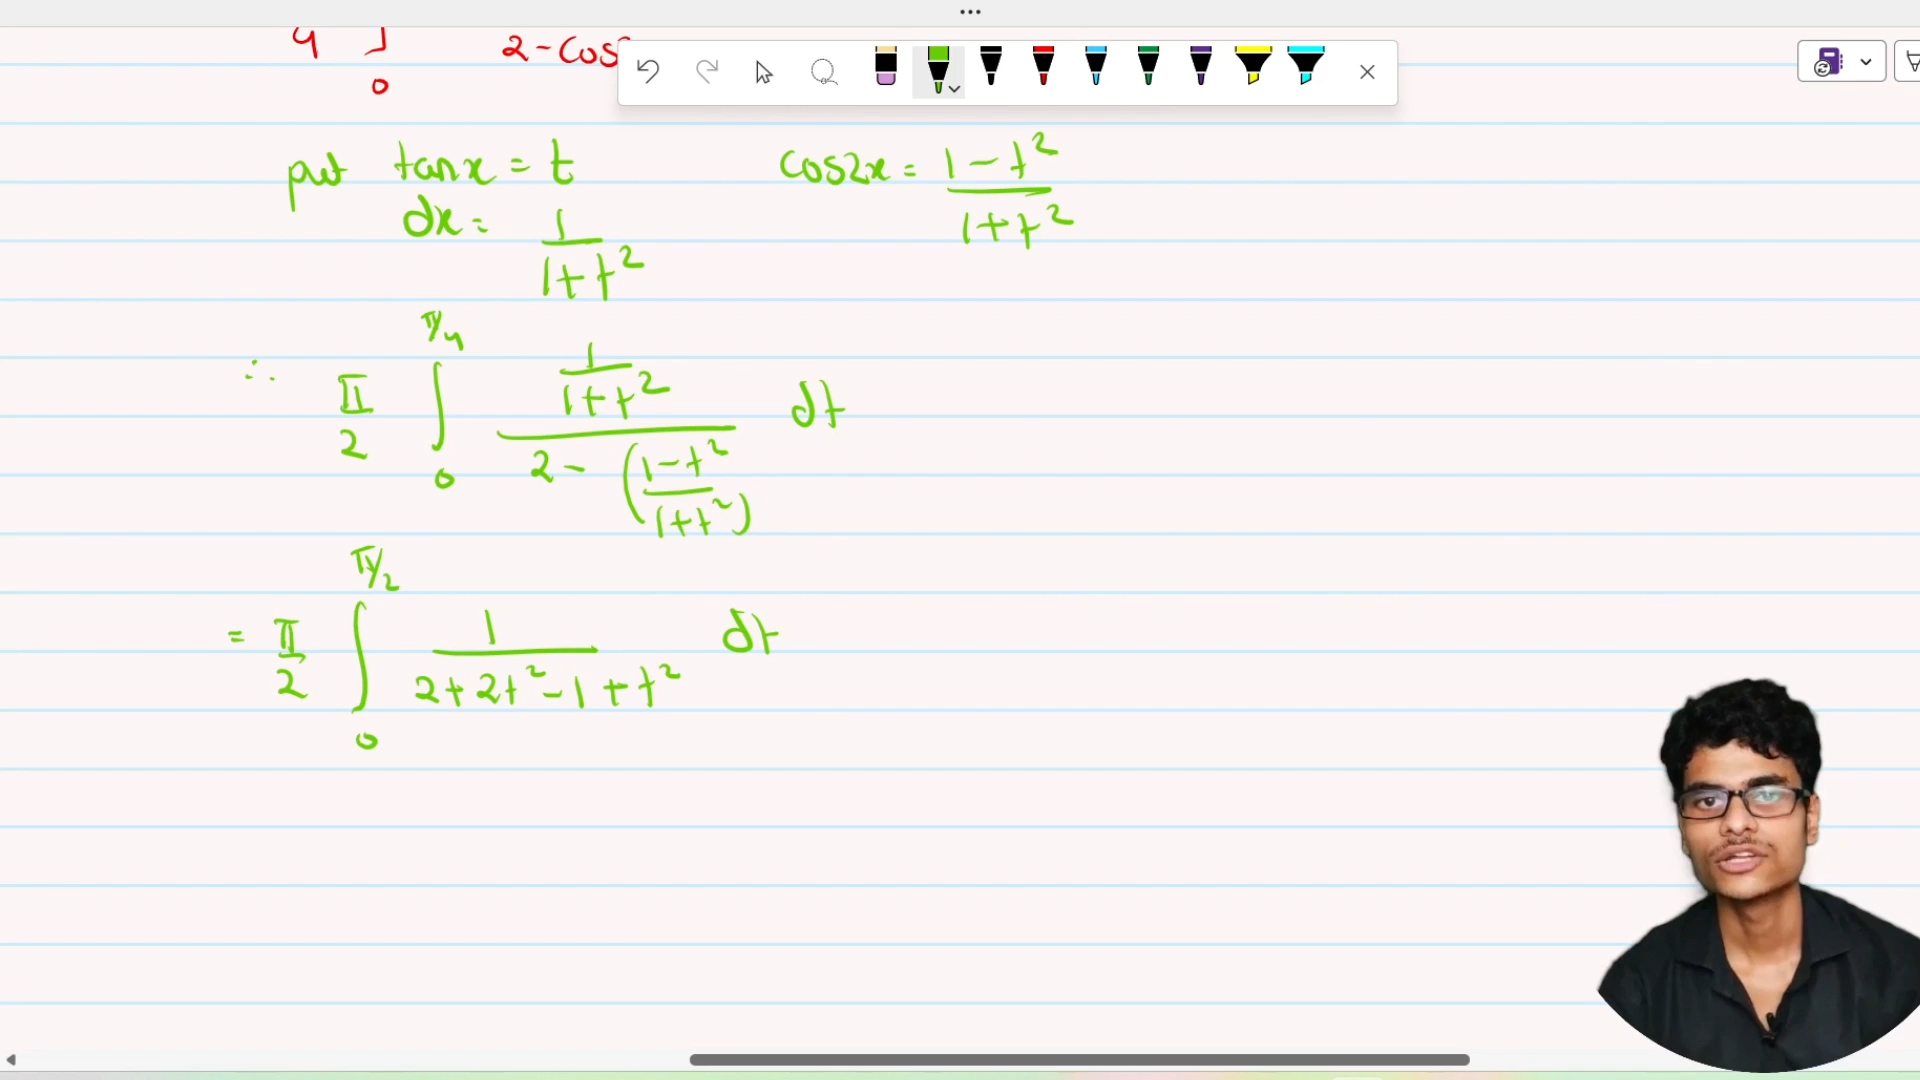 4 ∫ 0 2-cos
put tanx = t cos2x = 1-t²/1+t²
dx = 1/1+t²
∴ π/2 ∫ 0 π/4 1/1+t² / 2-(1-t²/1+t²) dt
= π/2 ∫ 0 π/2 1/2+2t²-1+t² dt